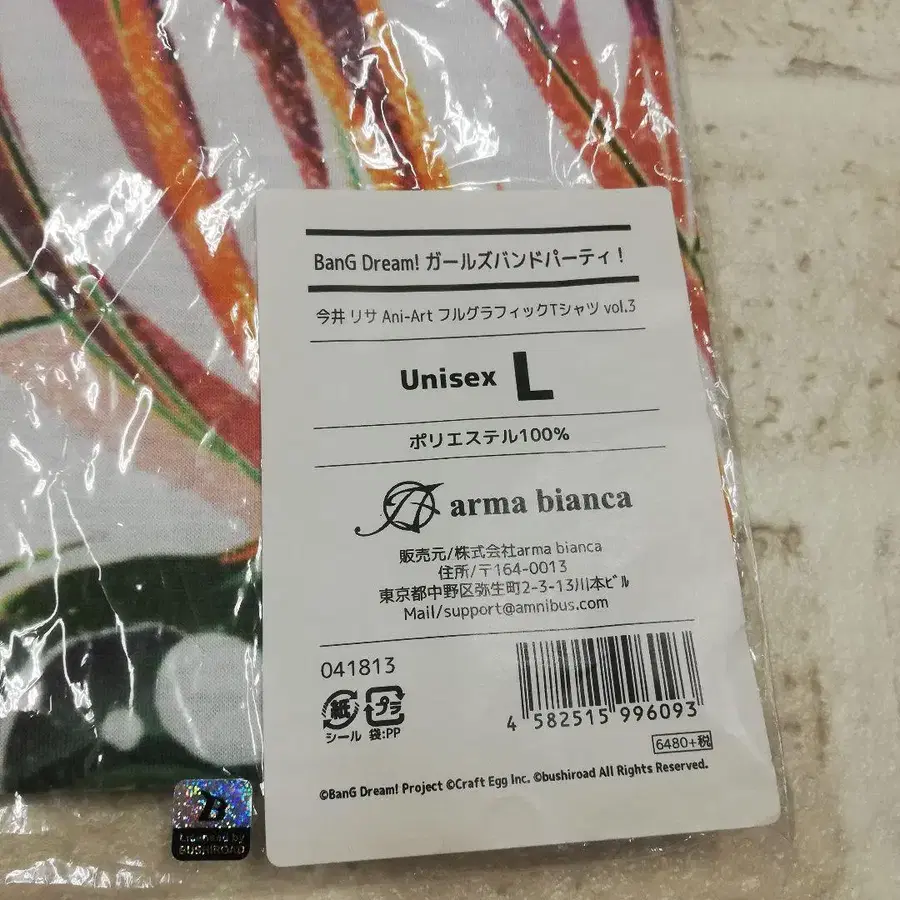 BanG Dream! ガールズバンドパーティ！
今井 リサ Ani-Art フルグラフィックTシャツ vol.3
Unisex L
ポリエステル100%
arma bianca
販売元/株式会社arma bianca
住所/〒164-0013
東京都中野区弥生町2-3-13川本ﾋﾞﾙ
Mail/support@amnibus.com
041813
紙 プラ
シール 袋:PP
4 582515 996093
6480+税
©BanG Dream! Project ©Craft Egg Inc. ©bushiroad All Rights Reserved.
B
Licensed by
BUSHIROAD